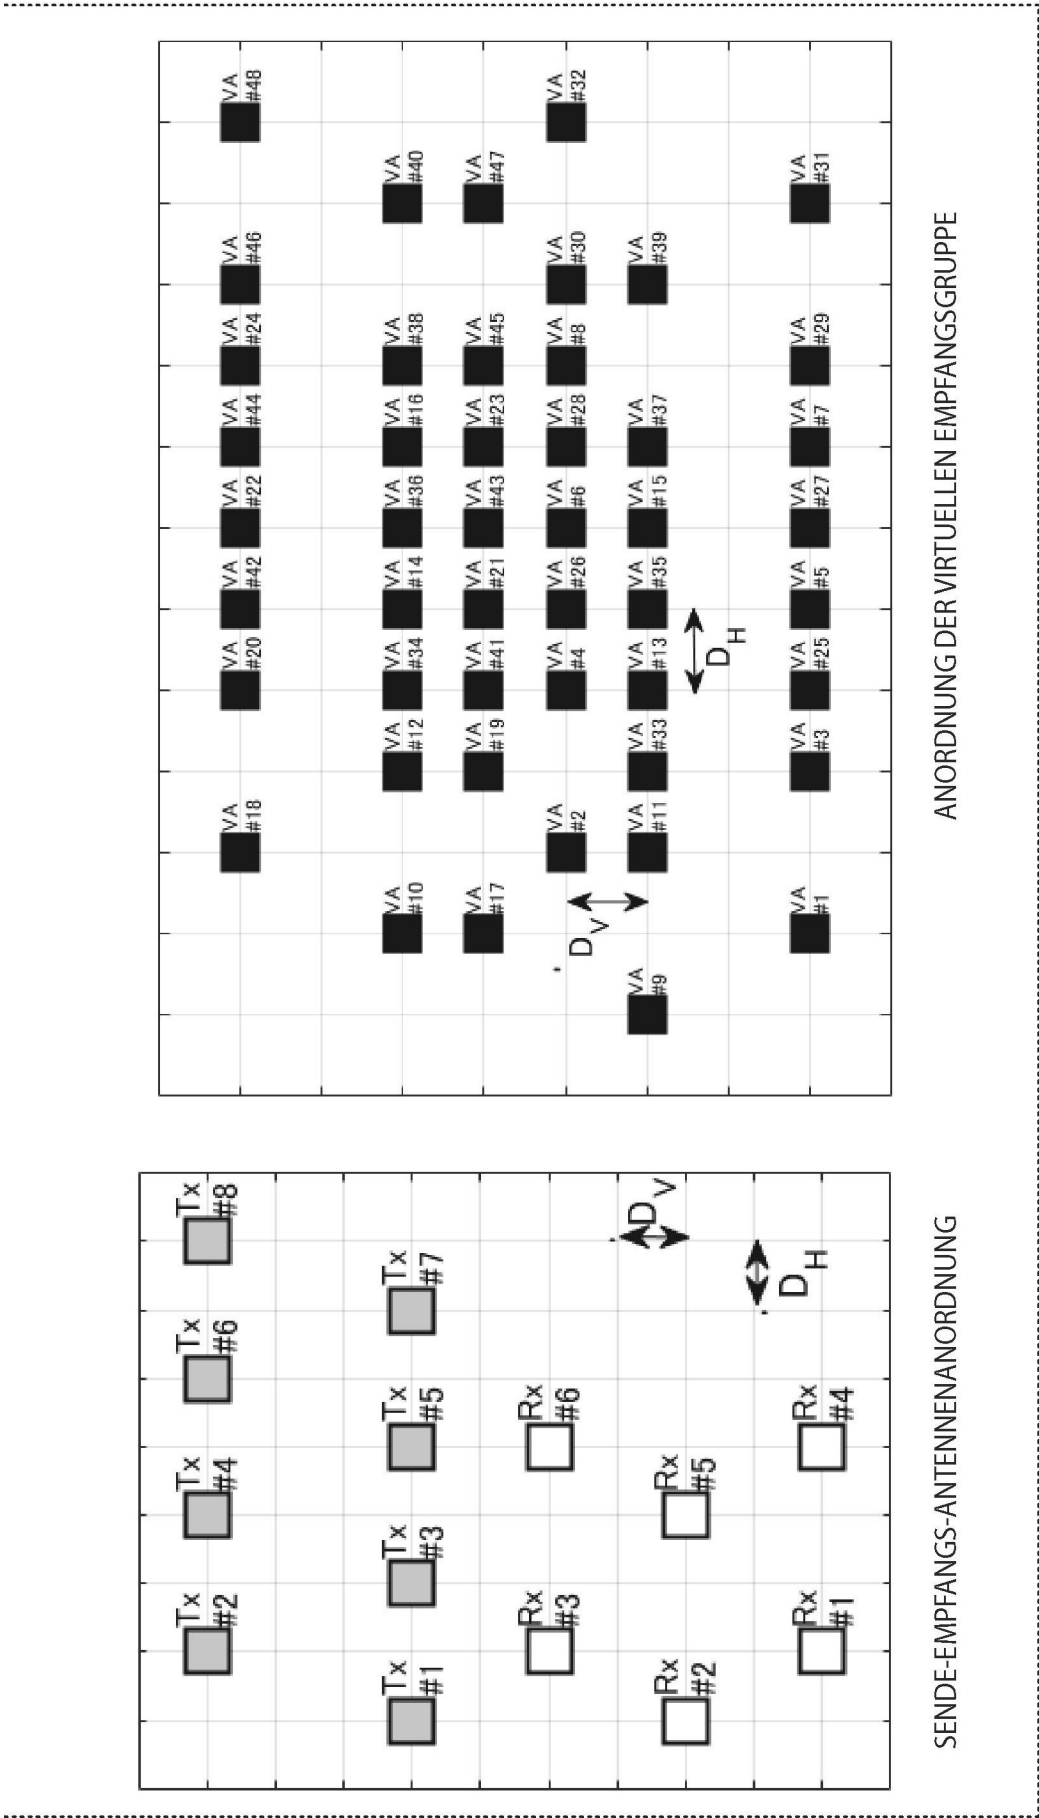 Tx Tx Tx Tx
#2 #4 #6 #8
Tx Tx Tx Tx
#1 #3 #5 #7
Rx Rx
#3 #6
Rx Rx
#2 #5
DV
Rx Rx
#1 #4
DH
SENDE-EMPFANGS-ANTENNENANORDNUNG
VA VA VA VA VA VA VA VA
#18 #20 #42 #22 #44 #24 #46 #48
VA VA VA VA VA VA VA VA
#10 #12 #34 #14 #36 #16 #38 #40
VA VA VA VA VA VA VA VA
#17 #19 #41 #21 #43 #23 #45 #47
VA VA VA VA VA VA VA VA
#2 #4 #26 #6 #28 #8 #30 #32
DV
VA VA VA VA VA VA VA VA
#9 #11 #33 #13 #35 #15 #37 #39
DH
VA VA VA VA VA VA VA VA
#1 #3 #25 #5 #27 #7 #29 #31
ANORDNUNG DER VIRTUELLEN EMPFANGSGRUPPE